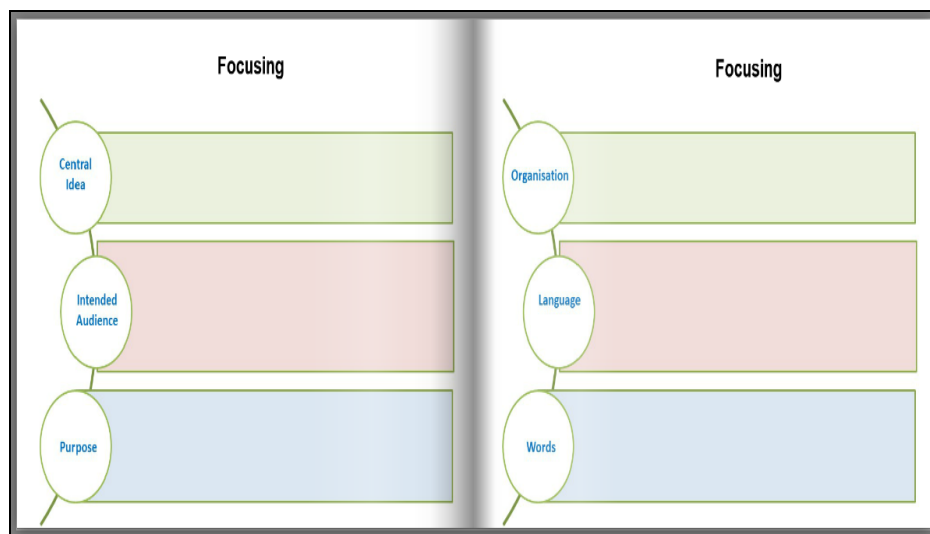 Focusing
Central
Idea
Intended
Audience
Purpose
Focusing
Organisation
Language
Words